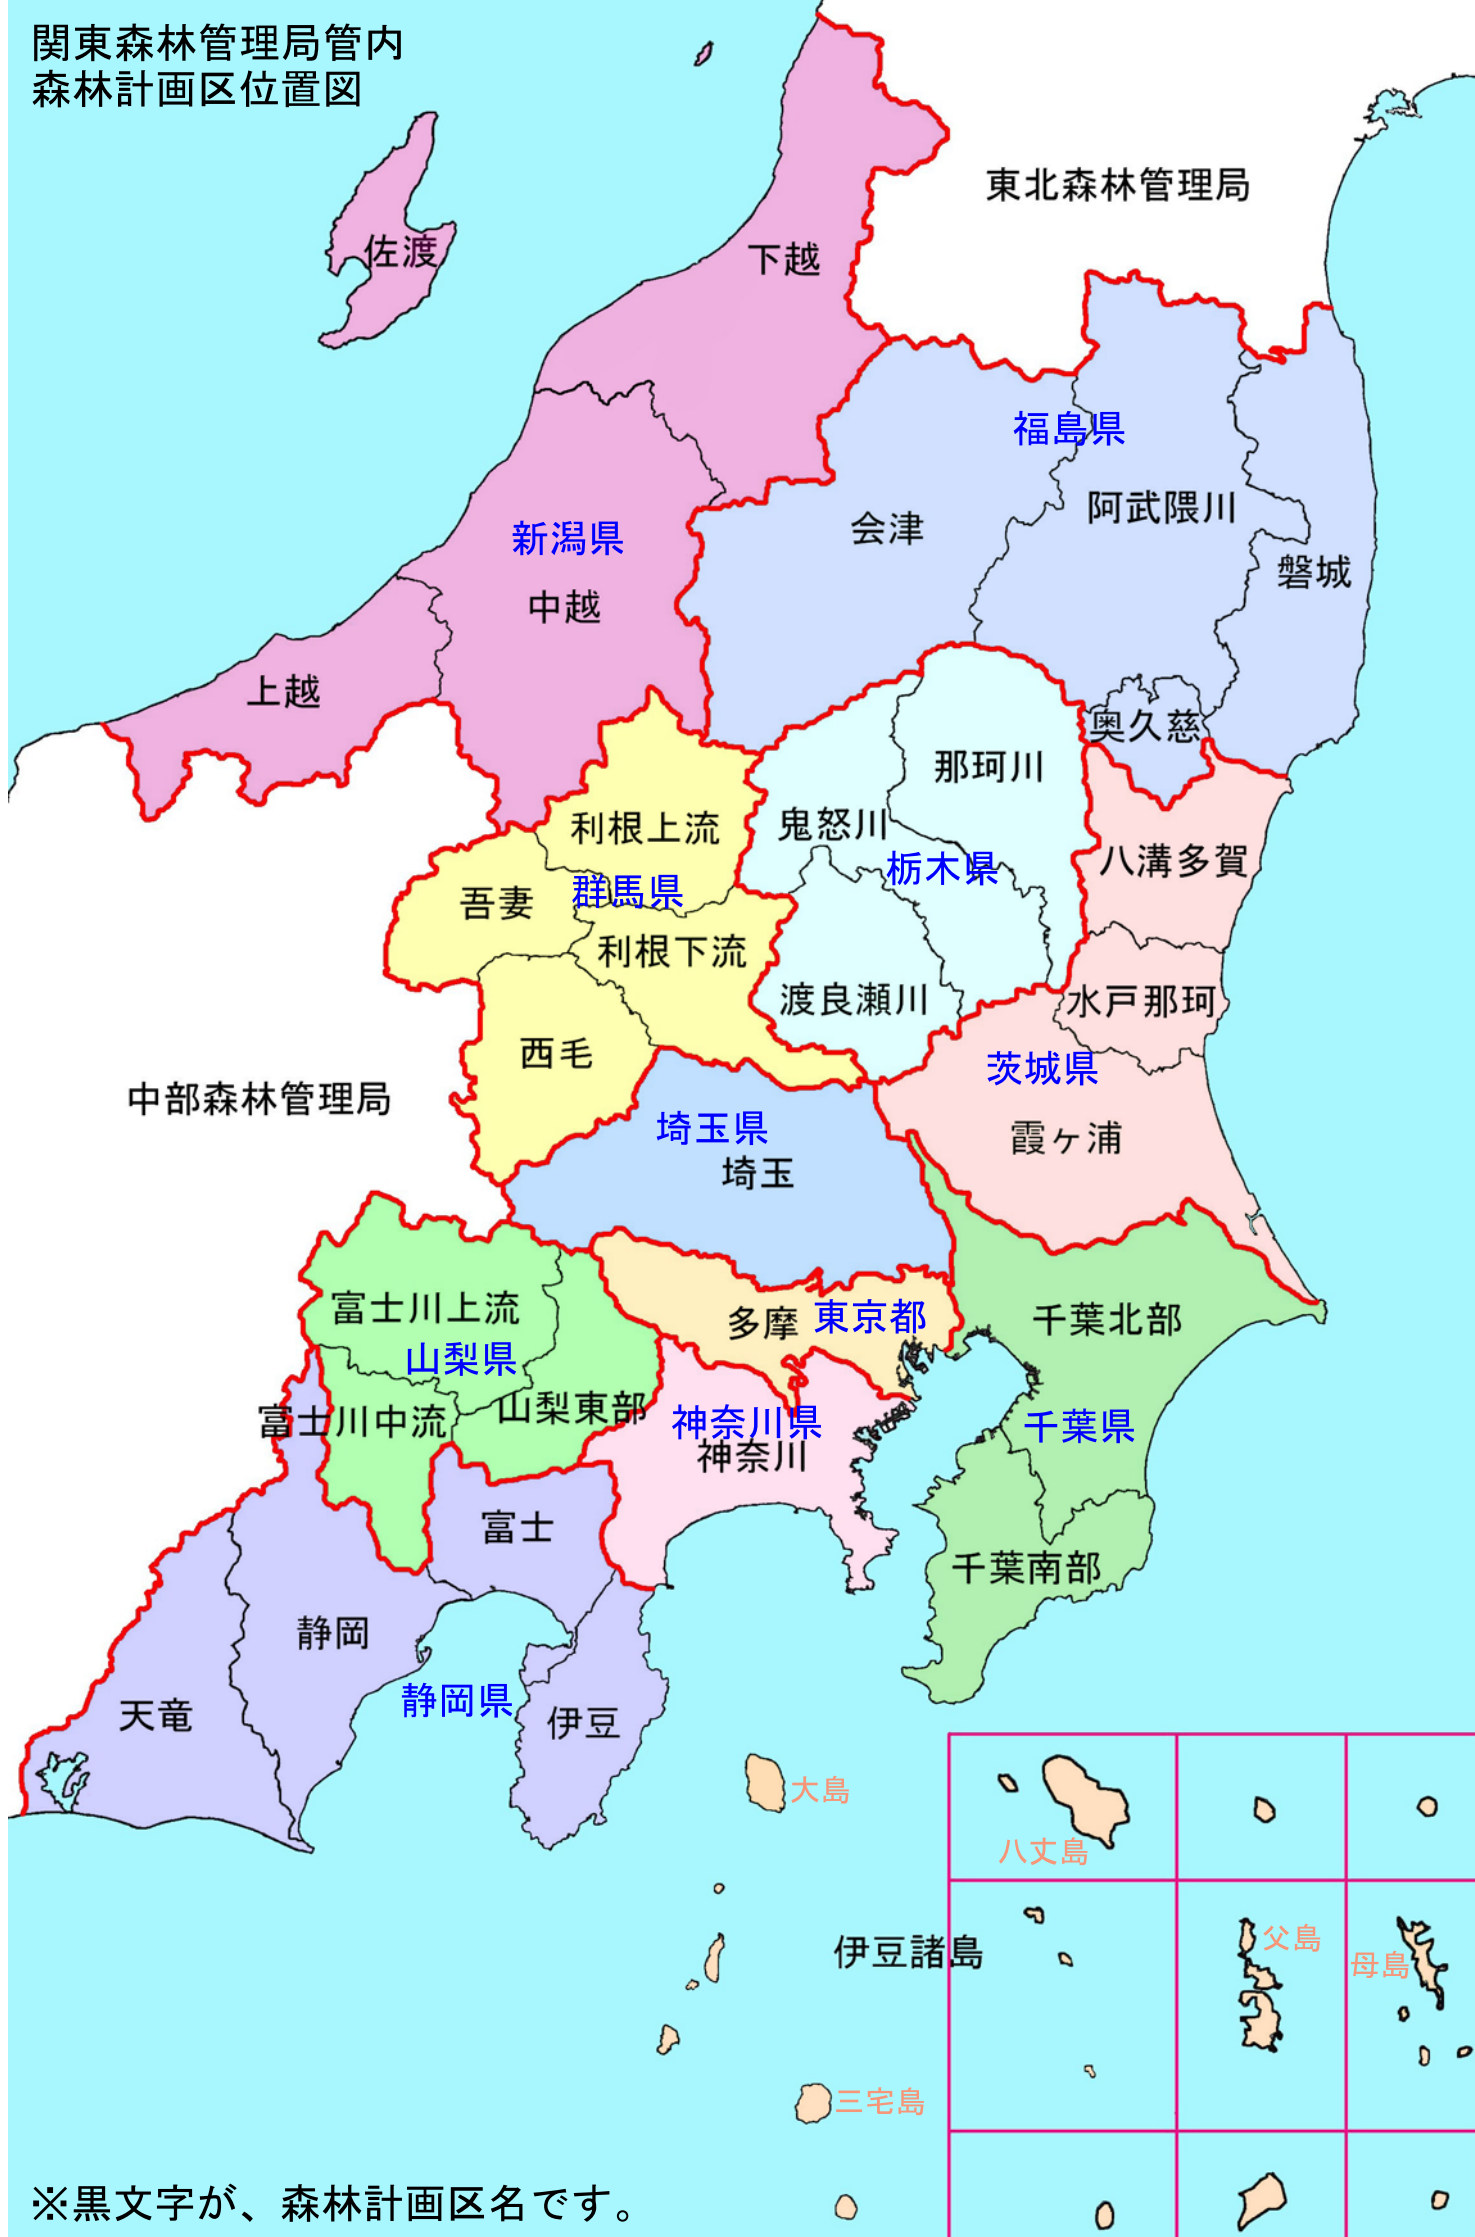 関東森林管理局管内
森林計画区位置図
東北森林管理局
佐渡
下越
福島県
阿武隈川
会津
新潟県
磐城
中越
上越
奥久慈
那珂川
鬼怒川
利根上流
八溝多賀
栃木県
群馬県
吾妻
利根下流
渡良瀬川
水戸那珂
西毛
茨城県
中部森林管理局
埼玉県
霞ヶ浦
埼玉
富士川上流
多摩
東京都
千葉北部
山梨県
山梨東部
富士川中流
神奈川県
千葉県
神奈川
富士
千葉南部
静岡
静岡県
天竜
伊豆
大島
八丈島
伊豆諸島
父島
母島
三宅島
※黒文字が、森林計画区名です。